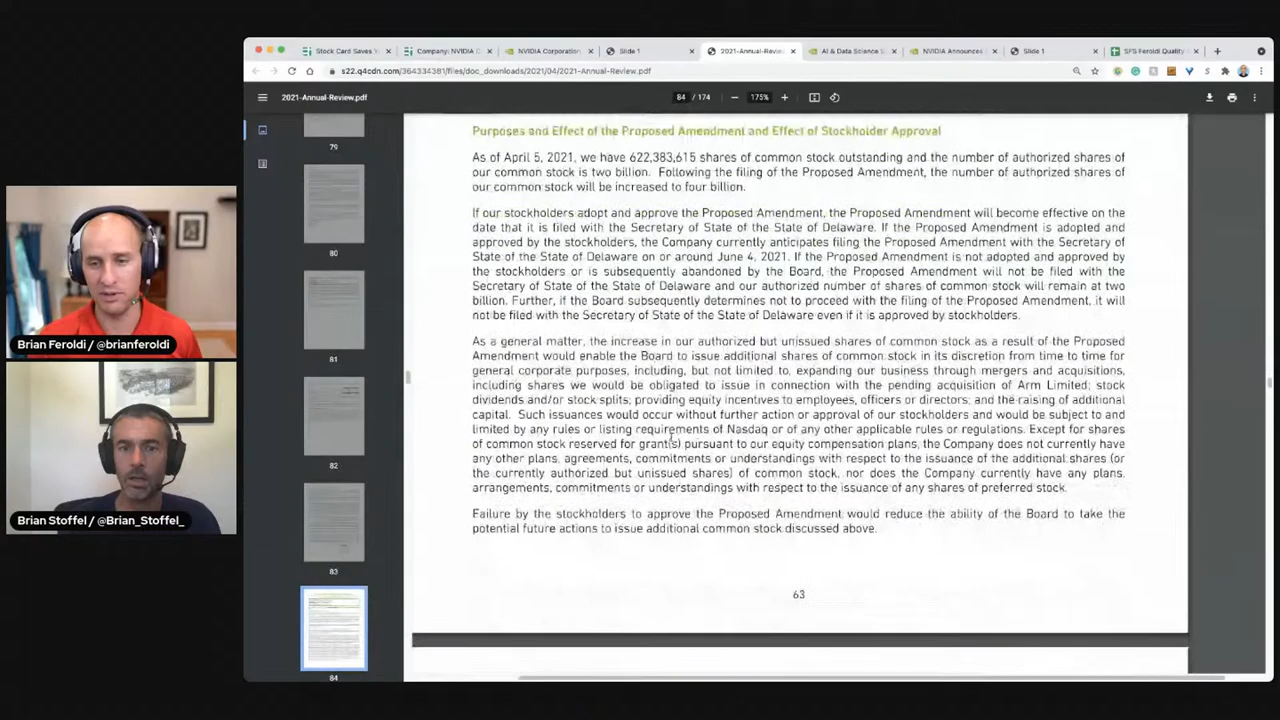 Stock Card Saves
Company: NVIDIA
NVIDIA Corporation
Slide 1
2021-Annual-Review
AI & Data Science
NVIDIA Announces
Slide 1
SFS Feroldi Quality
s22.q4cdn.com/364334381/files/doc_downloads/2021/04/2021-Annual-Review.pdf
2021-Annual-Review.pdf
84 / 174
175%
79
80
81
82
83
84
Purposes and Effect of the Proposed Amendment and Effect of Stockholder Approval
As of April 5, 2021, we have 622,383,615 shares of common stock outstanding and the number of authorized shares of
our common stock is two billion. Following the filing of the Proposed Amendment, the number of authorized shares of
our common stock will be increased to four billion.
If our stockholders adopt and approve the Proposed Amendment, the Proposed Amendment will become effective on the
date that it is filed with the Secretary of State of the State of Delaware. If the Proposed Amendment is adopted and
approved by the stockholders, the Company currently anticipates filing the Proposed Amendment with the Secretary of
State of the State of Delaware on or around June 4, 2021. If the Proposed Amendment is not adopted and approved by
the stockholders or is subsequently abandoned by the Board, the Proposed Amendment will not be filed with the
Secretary of State of the State of Delaware and our authorized number of shares of common stock will remain at two
billion. Further, if the Board subsequently determines not to proceed with the filing of the Proposed Amendment, it will
not be filed with the Secretary of State of the State of Delaware even if it is approved by stockholders.
As a general matter, the increase in our authorized but unissued shares of common stock as a result of the Proposed
Amendment would enable the Board to issue additional shares of common stock in its discretion from time to time for
general corporate purposes, including, but not limited to, expanding our business through mergers and acquisitions,
including shares we would be obligated to issue in connection with the pending acquisition of Arm Limited; stock
dividends and/or stock splits; providing equity incentives to employees, officers or directors; and the raising of additional
capital. Such issuances would occur without further action or approval of our stockholders and would be subject to and
limited by any rules or listing requirements of Nasdaq or of any other applicable rules or regulations. Except for shares
of common stock reserved for grant(s) pursuant to our equity compensation plans, the Company does not currently have
any other plans, agreements, commitments or understandings with respect to the issuance of the additional shares (or
the currently authorized but unissued shares) of common stock, nor does the Company currently have any plans,
arrangements, commitments or understandings with respect to the issuance of any shares of preferred stock.
Failure by the stockholders to approve the Proposed Amendment would reduce the ability of the Board to take the
potential future actions to issue additional common stock discussed above.
63
Brian Feroldi / @brianferoldi
Brian Stoffel / @Brian_Stoffel_